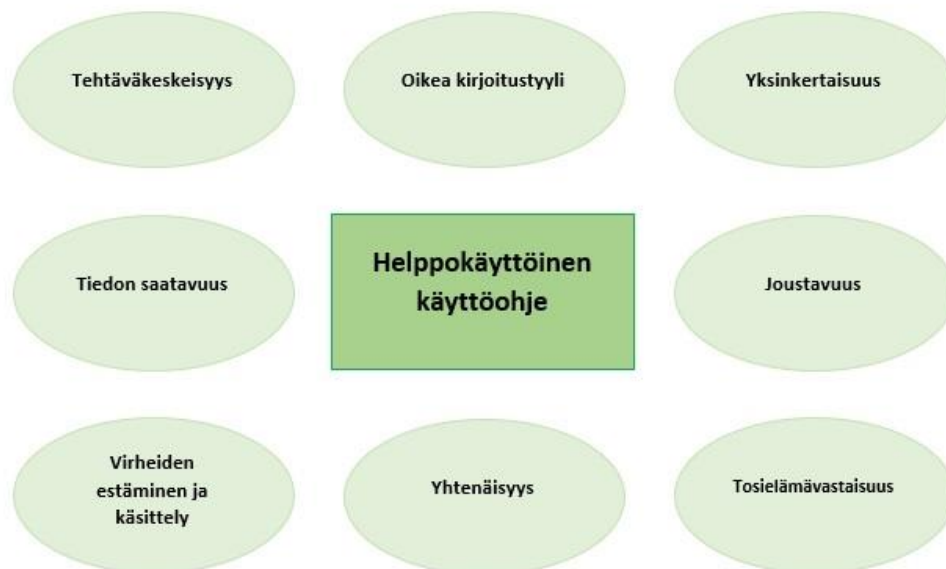 Tehtäväkeskeisyys
Oikea kirjoitustyyli
Yksinkertaisuus
Tiedon saatavuus
Helppokäyttöinen
käyttöohje
Joustavuus
Virheiden
estäminen ja
käsittely
Yhtenäisyys
Tosielämävastaisuus